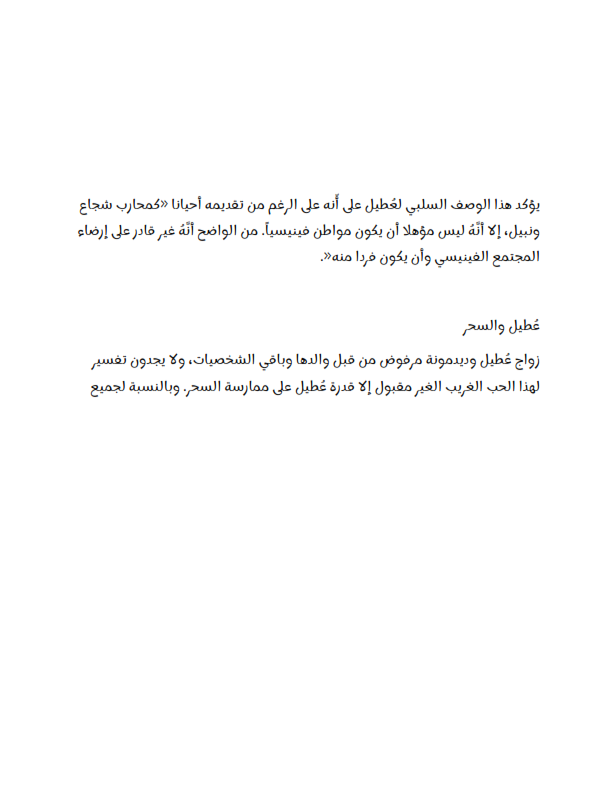 يؤكد هذا الوصف السلبي لعُطيل على أنه على الرغم من تقديمه أحيانا «كمحارب شجاع
ونبيل، إلا أنَّهُ ليس مؤهلا أن يكون مواطن فينيسياً. من الواضح أنَّهُ غير قادر على إرضاء
المجتمع الفينيسي وأن يكون فردا منه«.
عُطيل والسحر
زواج عُطيل وديدمونة مرفوض من قبل والدها وباقي الشخصيات، ولا يجدون تفسير
لهذا الحب الغريب الغير مقبول إلا قدرة عُطيل على ممارسة السحر. وبالنسبة لجميع